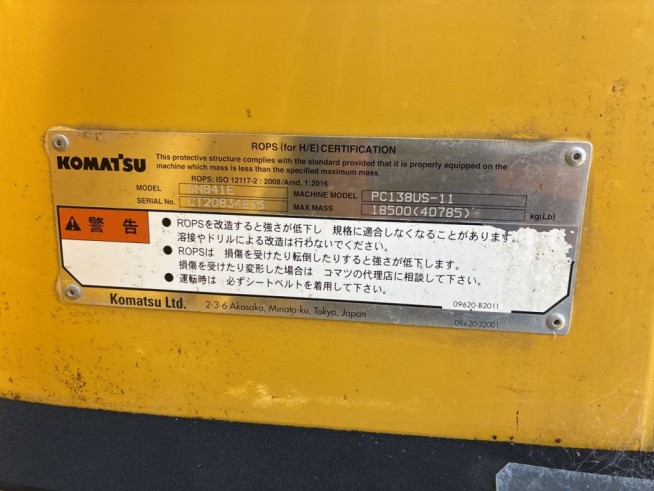 ROPS (for H/E) CERTIFICATION
KOMATSU
This protective structure complies with the standard provided that it is properly equipped on the
machine which mass is less than the specified maximum mass.
ROPS: ISO 12117-2 : 2008/Amd. 1:2016
MODEL SNB41E MACHINE MODEL PC138US-11
SERIAL No. MAX.MASS 18500(40785) kg(Lb)
警告
● ROPSを改造すると強さが低下し 規格に適合しなくなることがあります。
溶接やドリルによる改造は行わないでください。
● ROPSは 損傷を受けたり転倒したりすると強さが低下します。
損傷を受けたり変形した場合は コマツの代理店に相談して下さい。
● 運転時は 必ずシートベルトを着用して下さい。
09620-B2011
Komatsu Ltd. 2-3-6 Akasaka, Minato-ku, Tokyo, Japan
09620-J2001